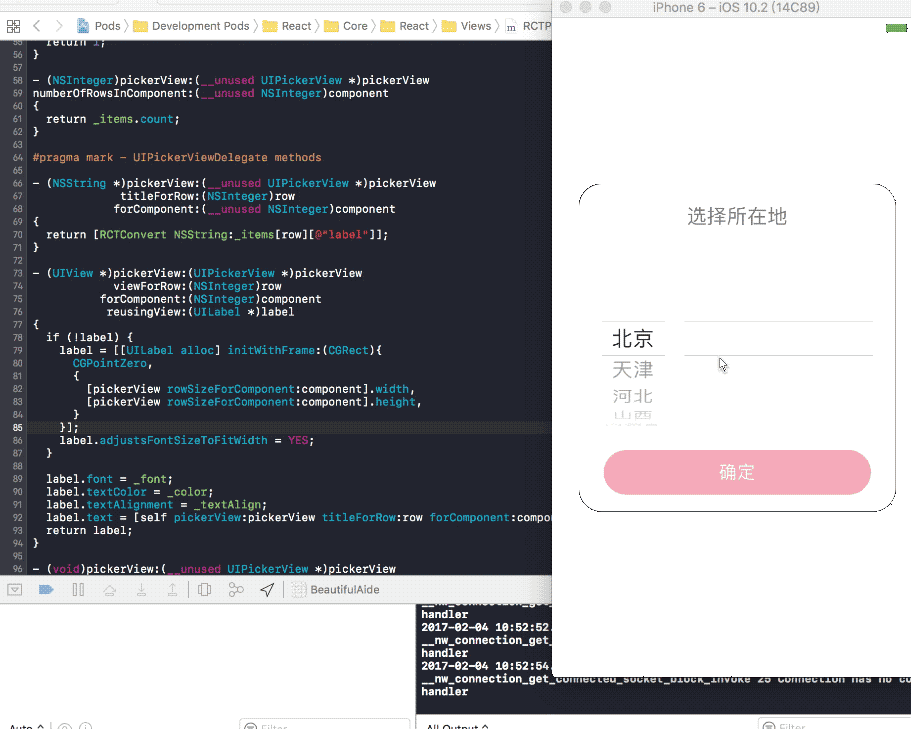 Pods
Development Pods
React
Core
React
Views
RCTP
55 return 1;
56 }
57
58 - (NSInteger)pickerView:(__unused UIPickerView *)pickerView
59 numberOfRowsInComponent:(__unused NSInteger)component
60 {
61 return _items.count;
62 }
63
64 #pragma mark - UIPickerViewDelegate methods
65
66 - (NSString *)pickerView:(__unused UIPickerView *)pickerView
67 titleForRow:(NSInteger)row
68 forComponent:(__unused NSInteger)component
69 {
70 return [RCTConvert NSString:_items[row][@"label"]];
71 }
72
73 - (UIView *)pickerView:(UIPickerView *)pickerView
74 viewForRow:(NSInteger)row
75 forComponent:(NSInteger)component
76 reusingView:(UILabel *)label
77 {
78 if (!label) {
79 label = [[UILabel alloc] initWithFrame:(CGRect){
80 CGPointZero,
81 {
82 [pickerView rowSizeForComponent:component].width,
83 [pickerView rowSizeForComponent:component].height,
84 }
85 }];
86 label.adjustsFontSizeToFitWidth = YES;
87 }
88
89 label.font = _font;
90 label.textColor = _color;
91 label.textAlignment = _textAlign;
92 label.text = [self pickerView:pickerView titleForRow:row forComponent:compo
93 return label;
94 }
95
96 - (void)pickerView:(__unused UIPickerView *)pickerView
BeautifulAide
handler
2017-02-04 10:52:52.
__nw_connection_get_
handler
2017-02-04 10:52:54.
__nw_connection_get_connected_socket_block_invoke 25 Connection has no co
handler
Auto
Filter
All Output
Filter
iPhone 6 – iOS 10.2 (14C89)
选择所在地
北京
天津
河北
山西
确定